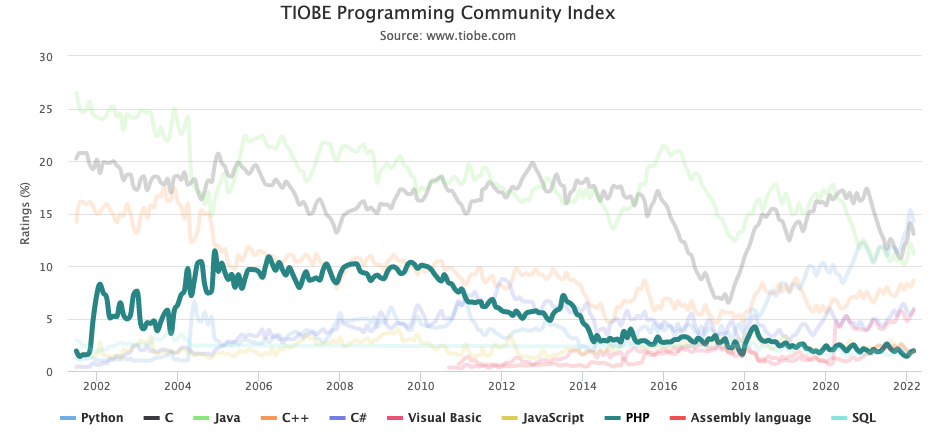 TIOBE Programming Community Index
Source: www.tiobe.com
Ratings (%)
30
25
20
15
10
5
0
2002 2004 2006 2008 2010 2012 2014 2016 2018 2020 2022
Python C Java C++ C# Visual Basic JavaScript PHP Assembly language SQL